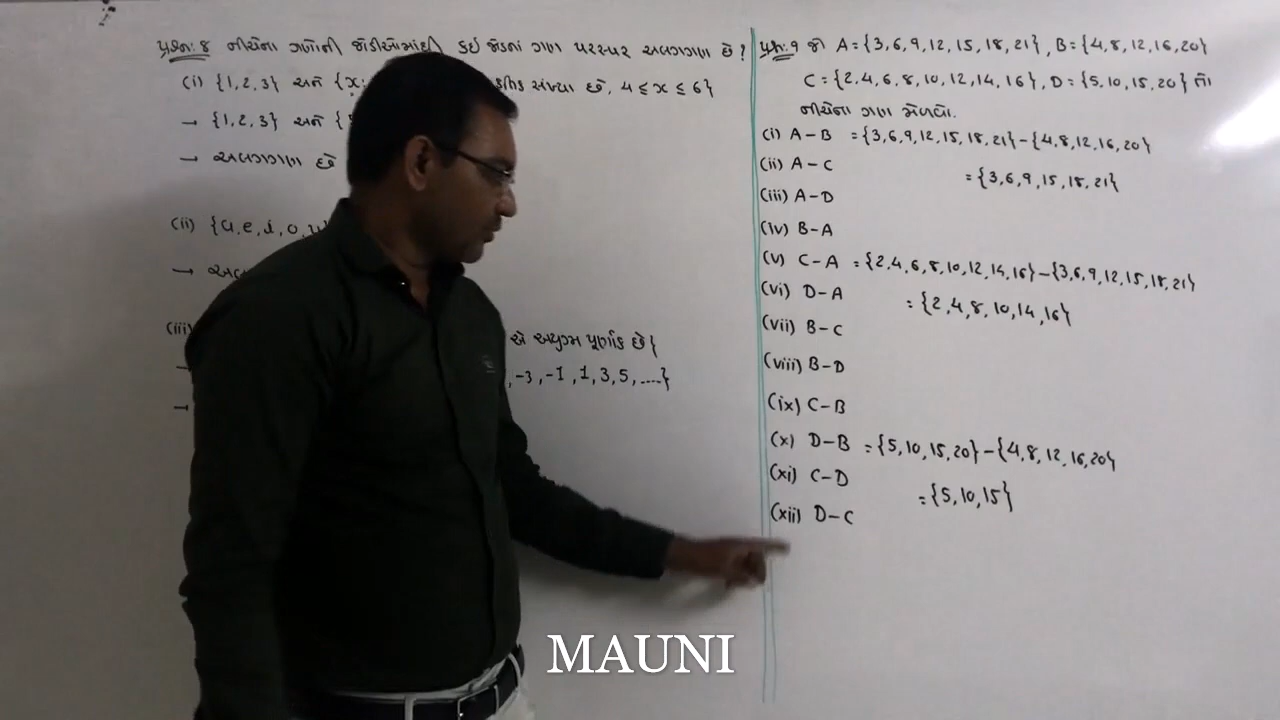 પ્રશ્ન:૪ નીચેના ગણોની જોડીઓમાંથી કઈ જોડનાં ગણ પરસ્પર અલગગણ છે?
(i) {1,2,3} અને {x: સંખ્યા છે, 4 ≤ x ≤ 6}
→ {1,2,3} અને {
→ અલગગણ છે
(ii) {a,e,i,o,u}
→
(iii) એ અયુગ્મ પૂર્ણાંક છે}
, -3, -1, 1, 3, 5, ....}
→
પ્રશ્ન:9 જો A = {3,6,9,12,15,18,21}, B = {4,8,12,16,20}
C = {2,4,6,8,10,12,14,16}, D = {5,10,15,20} તો
નીચેના ગણ મેળવો.
(i) A-B = {3,6,9,12,15,18,21} - {4,8,12,16,20}
= {3,6,9,15,18,21}
(ii) A-C
(iii) A-D
(iv) B-A
(v) C-A = {2,4,6,8,10,12,14,16} - {3,6,9,12,15,18,21}
= {2,4,8,10,14,16}
(vi) D-A
(vii) B-C
(viii) B-D
(ix) C-B
(x) D-B = {5,10,15,20} - {4,8,12,16,20}
= {5,10,15}
(xi) C-D
(xii) D-C
MAUNI